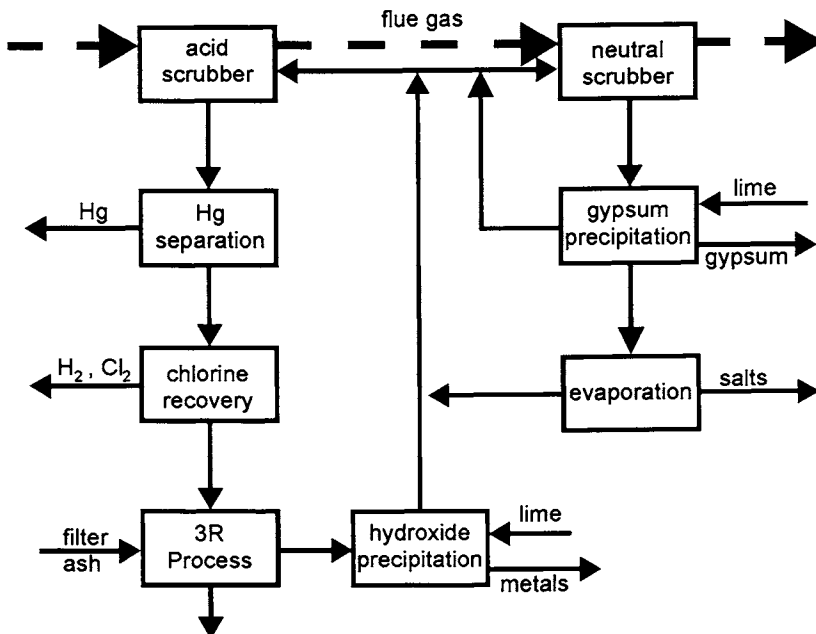 flue gas
acid
scrubber
neutral
scrubber
Hg
Hg
separation
lime
gypsum
precipitation
gypsum
H₂ , Cl₂
chlorine
recovery
evaporation
salts
filter
ash
3R
Process
hydroxide
precipitation
lime
metals